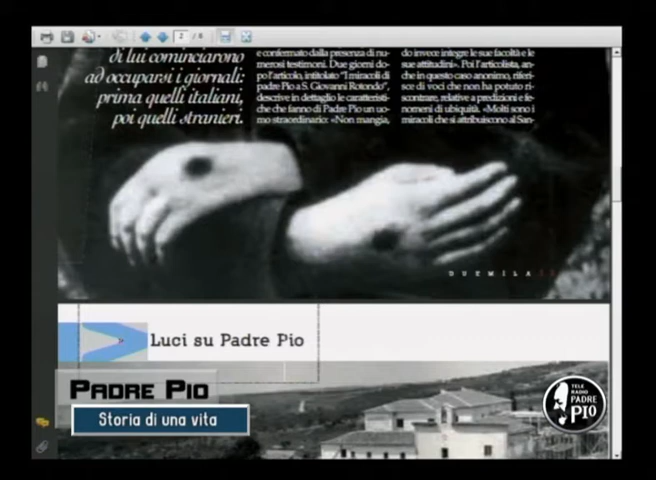 2 / 6
di lui cominciarono
ad occuparsi i giornali:
prima quelli italiani,
poi quelli stranieri.
e confermato dalla presenza di nu-
merosi testimoni. Due giorni do-
po l'articolo, intitolato "I miracoli di
padre Pio a S. Giovanni Rotondo",
descrive in dettaglio le caratteristi-
che che fanno di Padre Pio un uo-
mo straordinario: «Non mangia,
do invece integre le sue facoltà e le
sue attitudini». Poi l'articolista, an-
che in questo caso anonimo, riferi-
sce di voci che non ha potuto ri-
scontrare, relative a predizioni e fe-
nomeni di ubiquità. «Molti sono i
miracoli che si attribuiscono al San-
DUEMILA
Luci su Padre Pio
PADRE PIO
Storia di una vita
TELE
RADIO
PADRE
PIO